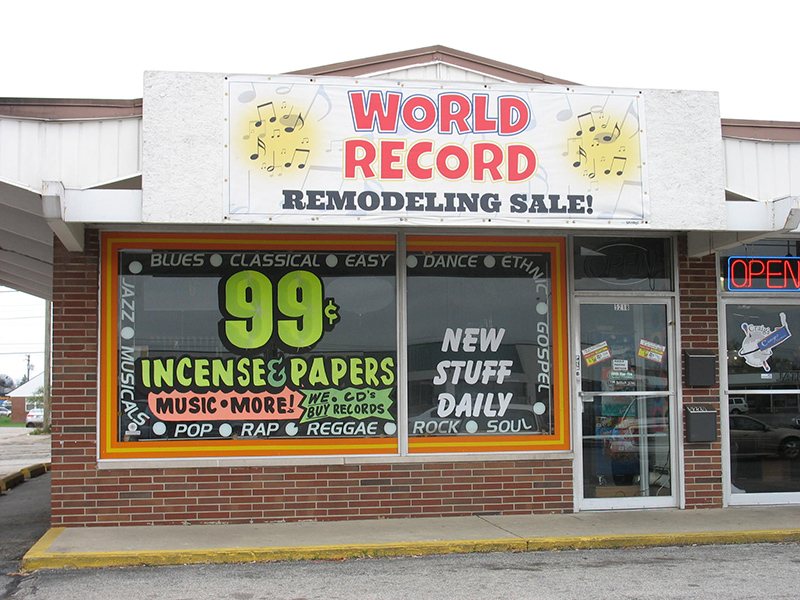 WORLD
RECORD
REMODELING SALE!
BLUES • CLASSICAL • EASY • DANCE • ETHNIC • GOSPEL
JAZZ • MUSICALS
99¢
INCENSE & PAPERS
MUSIC • MORE!
WE BUY CD'S • RECORDS
NEW
STUFF
DAILY
• POP • RAP • REGGAE • ROCK • SOUL
OPEN